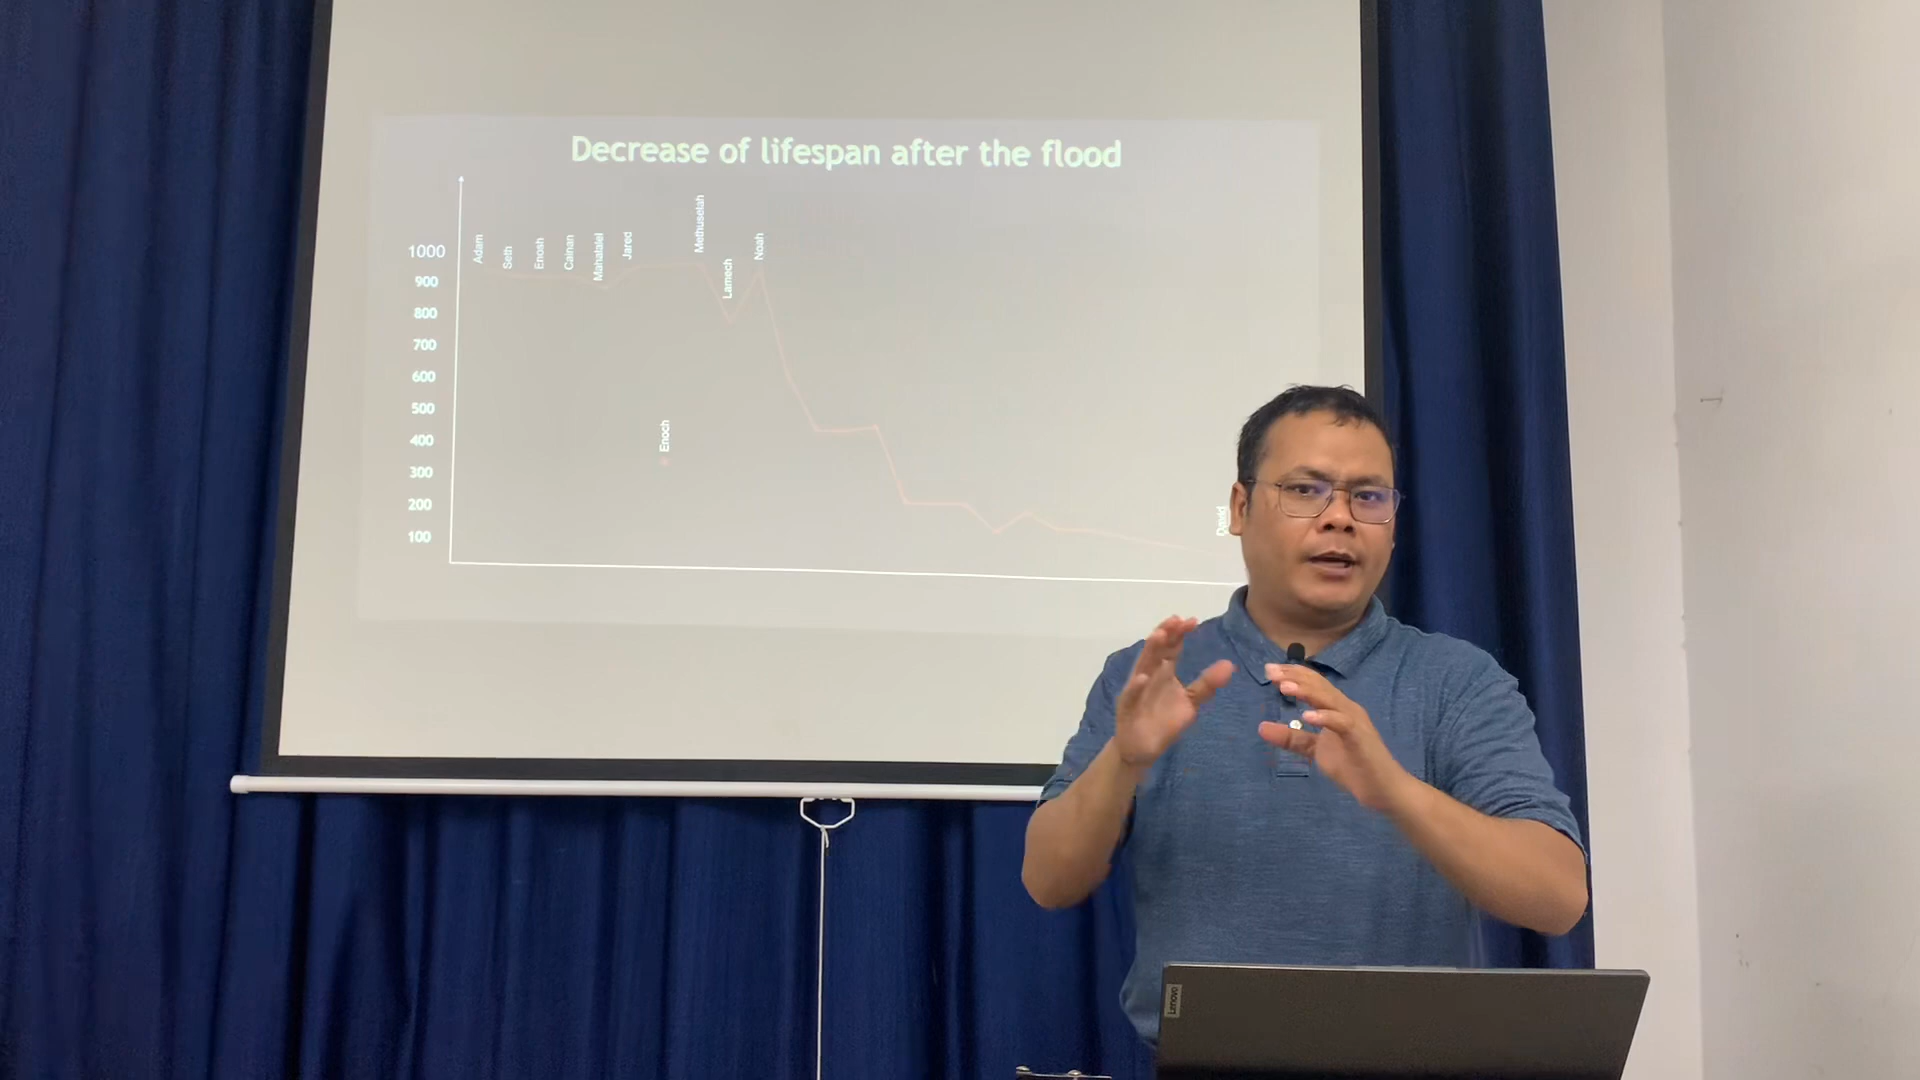 Decrease of lifespan after the flood
1000
900
800
700
600
500
400
300
200
100
Adam
Seth
Enosh
Cainan
Mahatalel
Jared
Enoch
Methuselah
Lamech
Noah
David
Lenovo